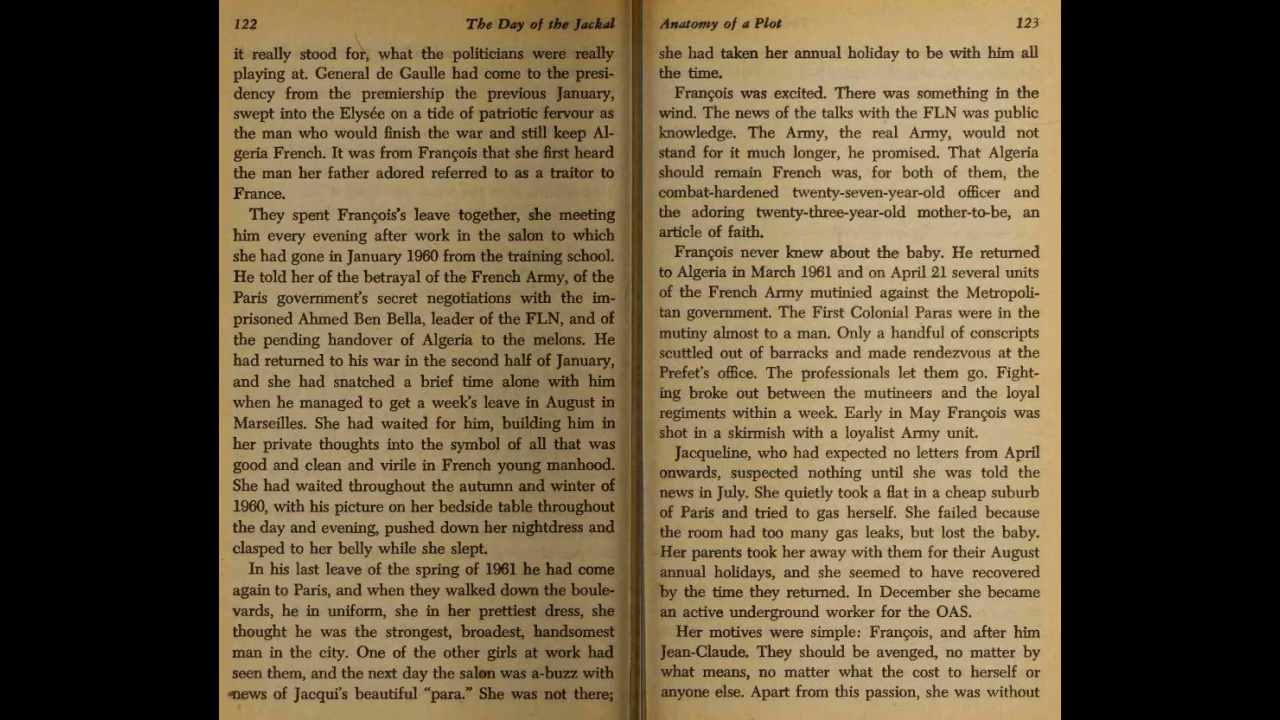 122 The Day of the Jackal
it really stood for, what the politicians were really
playing at. General de Gaulle had come to the presi-
dency from the premiership the previous January,
swept into the Elysée on a tide of patriotic fervour as
the man who would finish the war and still keep Al-
geria French. It was from François that she first heard
the man her father adored referred to as a traitor to
France.
They spent François's leave together, she meeting
him every evening after work in the salon to which
she had gone in January 1960 from the training school.
He told her of the betrayal of the French Army, of the
Paris government's secret negotiations with the im-
prisoned Ahmed Ben Bella, leader of the FLN, and of
the pending handover of Algeria to the melons. He
had returned to his war in the second half of January,
and she had snatched a brief time alone with him
when he managed to get a week's leave in August in
Marseilles. She had waited for him, building him in
her private thoughts into the symbol of all that was
good and clean and virile in French young manhood.
She had waited throughout the autumn and winter of
1960, with his picture on her bedside table throughout
the day and evening, pushed down her nightdress and
clasped to her belly while she slept.
In his last leave of the spring of 1961 he had come
again to Paris, and when they walked down the boule-
vards, he in uniform, she in her prettiest dress, she
thought he was the strongest, broadest, handsomest
man in the city. One of the other girls at work had
seen them, and the next day the salon was a-buzz with
news of Jacqui's beautiful "para." She was not there;
Anatomy of a Plot 123
she had taken her annual holiday to be with him all
the time.
François was excited. There was something in the
wind. The news of the talks with the FLN was public
knowledge. The Army, the real Army, would not
stand for it much longer, he promised. That Algeria
should remain French was, for both of them, the
combat-hardened twenty-seven-year-old officer and
the adoring twenty-three-year-old mother-to-be, an
article of faith.
François never knew about the baby. He returned
to Algeria in March 1961 and on April 21 several units
of the French Army mutinied against the Metropoli-
tan government. The First Colonial Paras were in the
mutiny almost to a man. Only a handful of conscripts
scuttled out of barracks and made rendezvous at the
Prefet's office. The professionals let them go. Fight-
ing broke out between the mutineers and the loyal
regiments within a week. Early in May François was
shot in a skirmish with a loyalist Army unit.
Jacqueline, who had expected no letters from April
onwards, suspected nothing until she was told the
news in July. She quietly took a flat in a cheap suburb
of Paris and tried to gas herself. She failed because
the room had too many gas leaks, but lost the baby.
Her parents took her away with them for their August
annual holidays, and she seemed to have recovered
by the time they returned. In December she became
an active underground worker for the OAS.
Her motives were simple: François, and after him
Jean-Claude. They should be avenged, no matter by
what means, no matter what the cost to herself or
anyone else. Apart from this passion, she was without